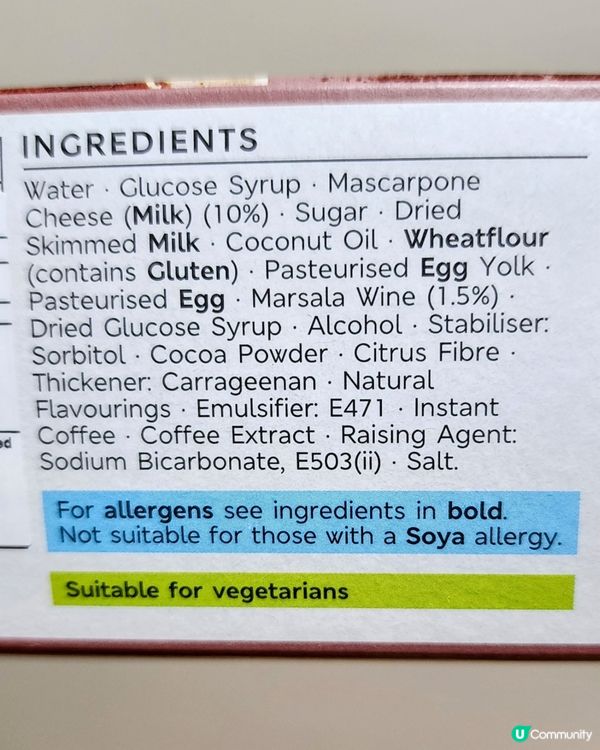 INGREDIENTS
Water · Glucose Syrup · Mascarpone
Cheese (Milk) (10%) · Sugar · Dried
Skimmed Milk · Coconut Oil · Wheatflour
(contains Gluten) · Pasteurised Egg Yolk ·
Pasteurised Egg · Marsala Wine (1.5%) ·
Dried Glucose Syrup · Alcohol · Stabiliser:
Sorbitol · Cocoa Powder · Citrus Fibre ·
Thickener: Carrageenan · Natural
Flavourings · Emulsifier: E471 · Instant
Coffee · Coffee Extract · Raising Agent:
Sodium Bicarbonate, E503(ii) · Salt.
For allergens see ingredients in bold.
Not suitable for those with a Soya allergy.
Suitable for vegetarians
U Community